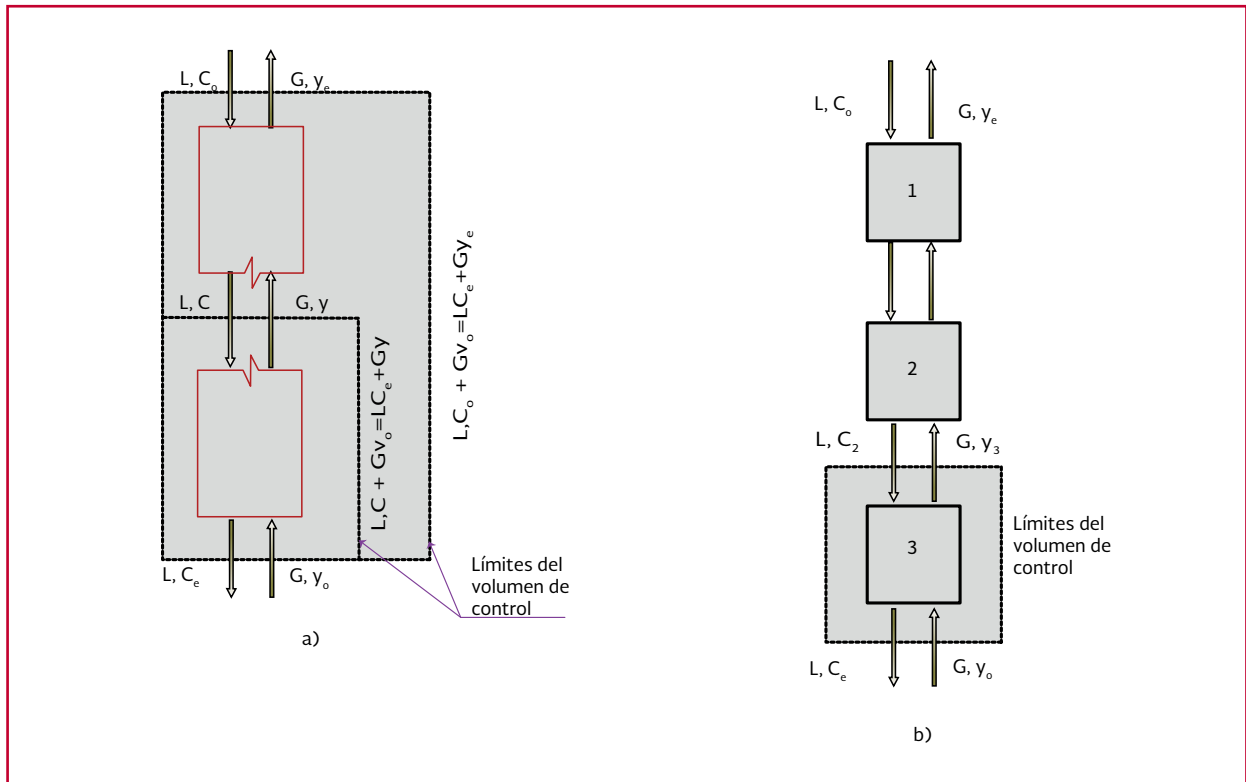 L, Cₒ
G, yₑ
L, C
G, y
L,C + Gvₒ=LCₑ+Gy
L,Cₒ + Gvₒ=LCₑ+Gyₑ
L, Cₑ
G, yₒ
Límites del
volumen de
control
a)
L, Cₒ
G, yₑ
1
2
L, C₂
G, y₃
3
Límites del
volumen de
control
L, Cₑ
G, yₒ
b)